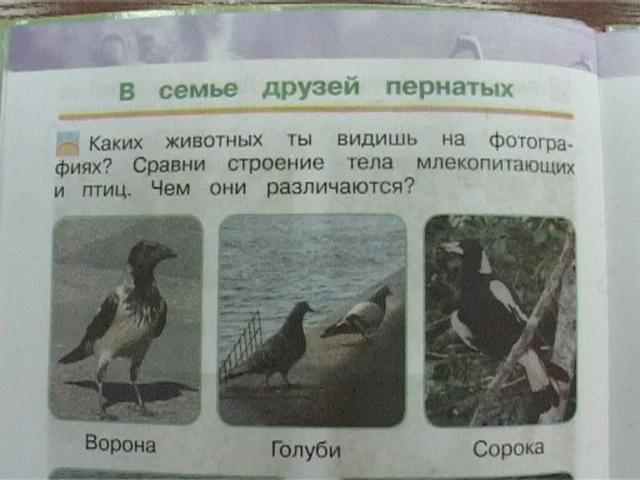 В семье друзей пернатых
Каких животных ты видишь на фотогра-
фиях? Сравни строение тела млекопитающих
и птиц. Чем они различаются?
Ворона Голуби Сорока